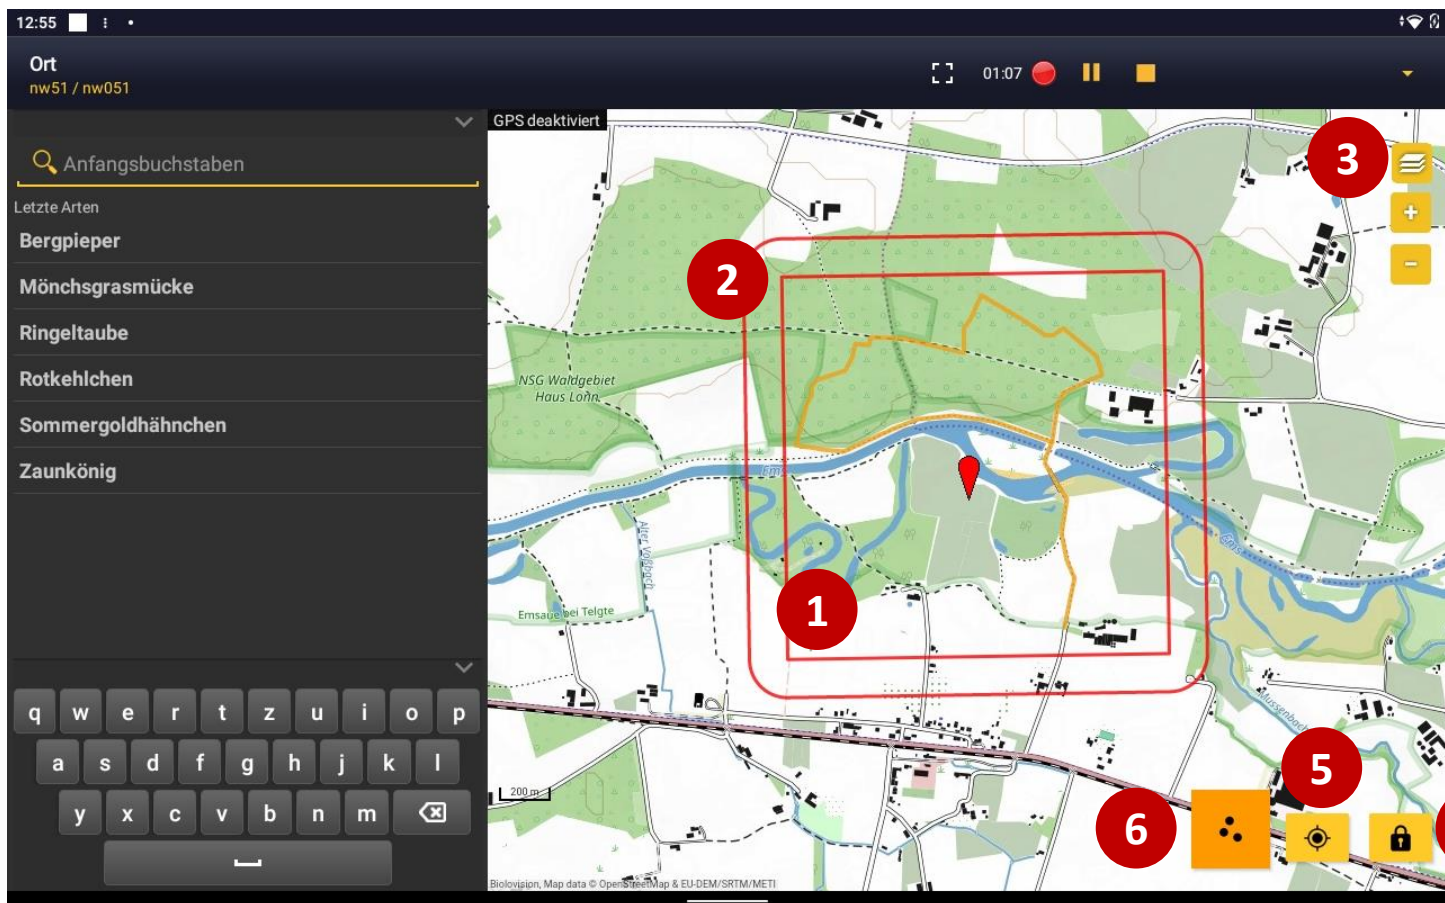 12:55
Ort
nw51 / nw051
01:07
GPS deaktiviert
Anfangsbuchstaben
Letzte Arten
Bergpieper
Mönchsgrasmücke
Ringeltaube
Rotkehlchen
Sommergoldhähnchen
Zaunkönig
q w e r t z u i o p
a s d f g h j k l
y x c v b n m
3
+
−
2
NSG Waldgebiet
Ems
Alter Voßbach
Ems
1
Emsaue bei Telgte
Mussenbach
5
200 m
6
Biolovision, Map data © OpenStreetMap & EU-DEM/SRTM/METI